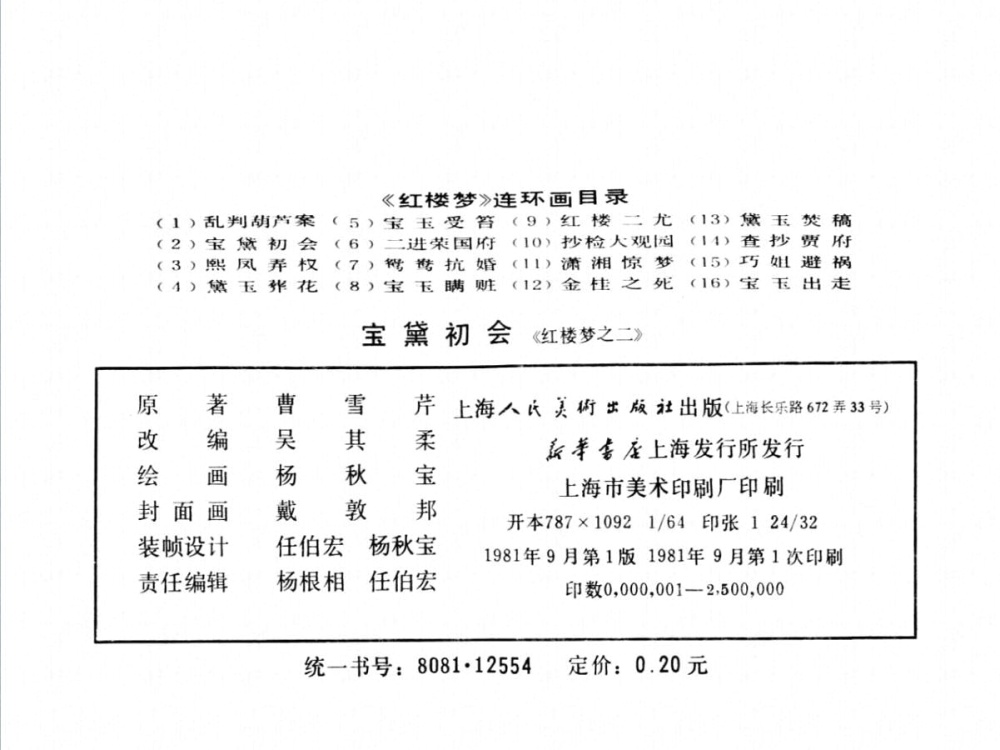 《红楼梦》连环画目录
(1) 乱判葫芦案 (5) 宝玉受笞 (9) 红楼二尤 (13) 黛玉焚稿
(2) 宝黛初会 (6) 二进荣国府 (10) 抄检大观园 (14) 查抄贾府
(3) 熙凤弄权 (7) 鸳鸯抗婚 (11) 潇湘惊梦 (15) 巧姐避祸
(4) 黛玉葬花 (8) 宝玉瞒赃 (12) 金桂之死 (16) 宝玉出走
宝黛初会 《红楼梦之二》
原著 曹雪芹
改编 吴其柔
绘画 杨秋宝
封面画 戴敦邦
装帧设计 任伯宏 杨秋宝
责任编辑 杨根相 任伯宏
上海人民美術出版社出版(上海长乐路672弄33号)
新华书店上海发行所发行
上海市美术印刷厂印刷
开本787×1092 1/64 印张 1 24/32
1981年9月第1版 1981年9月第1次印刷
印数0,000,001—2,500,000
统一书号：8081·12554 定价：0.20元